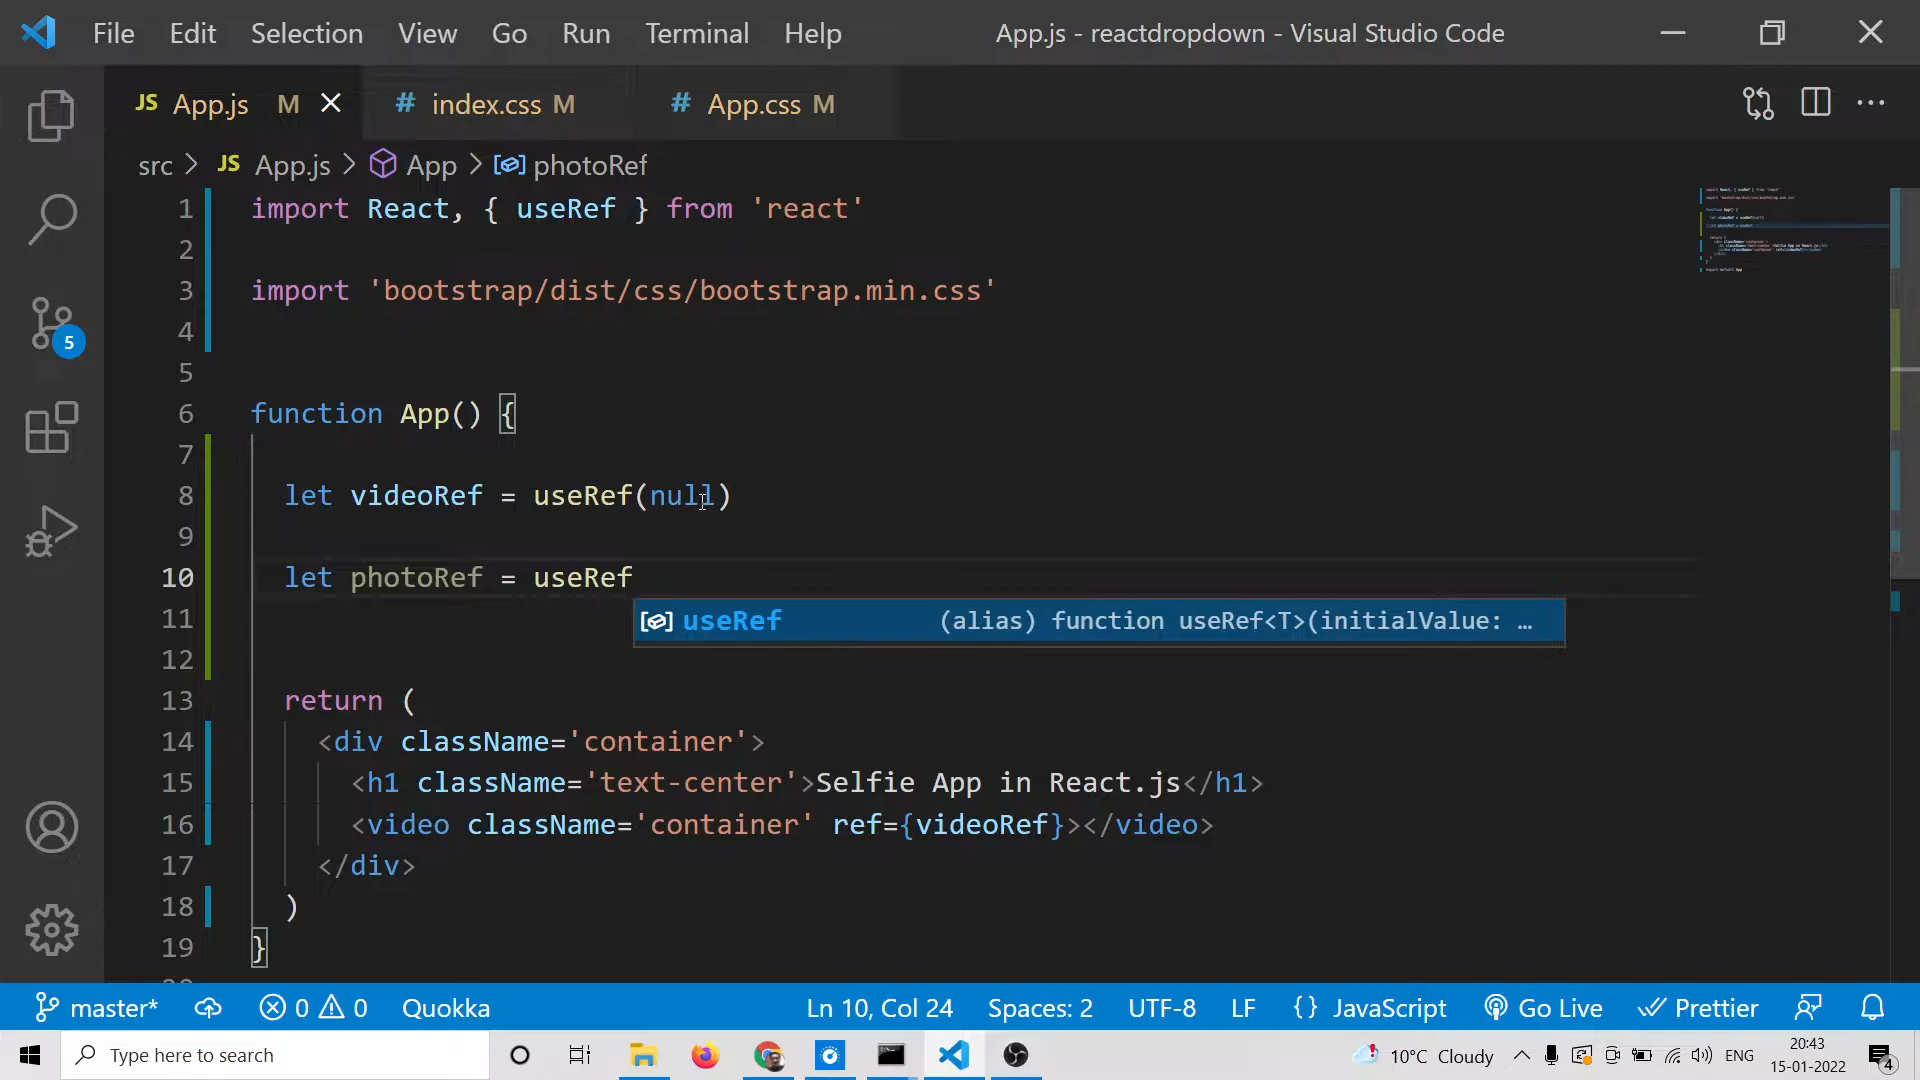 File Edit Selection View Go Run Terminal Help App.js - reactdropdown - Visual Studio Code
JS App.js M # index.css M # App.css M
src > JS App.js > App > photoRef
1 import React, { useRef } from 'react'
2
3 import 'bootstrap/dist/css/bootstrap.min.css'
4
5
6 function App() {
7
8 let videoRef = useRef(null)
9
10 let photoRef = useRef
11 useRef (alias) function useRef<T>(initialValue: …
12
13 return (
14 <div className='container'>
15 <h1 className='text-center'>Selfie App in React.js</h1>
16 <video className='container' ref={videoRef}></video>
17 </div>
18 )
19 }
5
master* 0 0 Quokka Ln 10, Col 24 Spaces: 2 UTF-8 LF {} JavaScript Go Live Prettier
Type here to search 10°C Cloudy ENG 20:43
15-01-2022 4